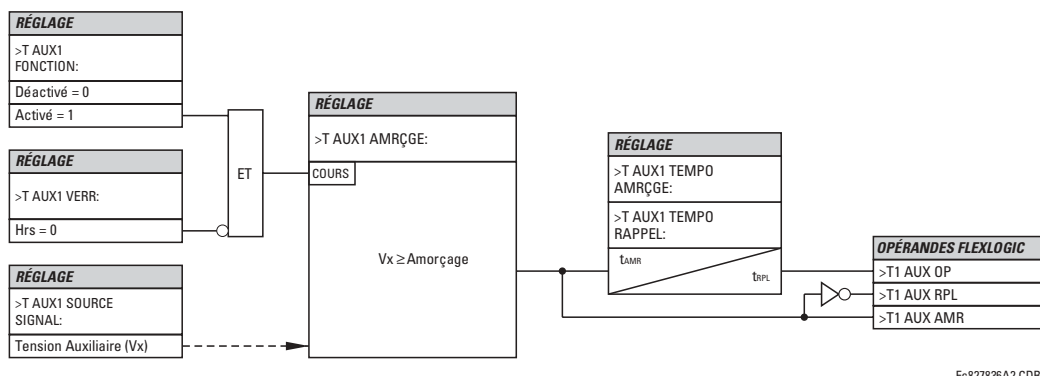 RÉGLAGE
>T AUX1
FONCTION:
Déactivé = 0
Activé = 1
RÉGLAGE
>T AUX1 VERR:
Hrs = 0
RÉGLAGE
>T AUX1 SOURCE
SIGNAL:
Tension Auxiliaire (Vx)
ET
RÉGLAGE
>T AUX1 AMRÇGE:
COURS
Vx ≥ Amorçage
RÉGLAGE
>T AUX1 TEMPO
AMRÇGE:
>T AUX1 TEMPO
RAPPEL:
tAMR
tRPL
OPÉRANDES FLEXLOGIC
>T1 AUX OP
>T1 AUX RPL
>T1 AUX AMR
Fc827836A2.CDR